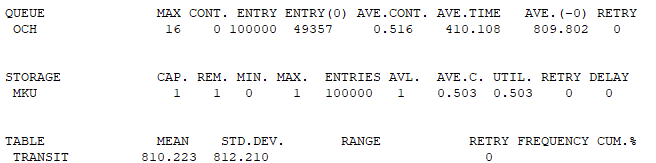 QUEUE MAX CONT. ENTRY ENTRY(0) AVE.CONT. AVE.TIME AVE.(-0) RETRY
OCH 16 0 100000 49357 0.516 410.108 809.802 0
STORAGE CAP. REM. MIN. MAX. ENTRIES AVL. AVE.C. UTIL. RETRY DELAY
MKU 1 1 0 1 100000 1 0.503 0.503 0 0
TABLE MEAN STD.DEV. RANGE RETRY FREQUENCY CUM.%
TRANSIT 810.223 812.210 0